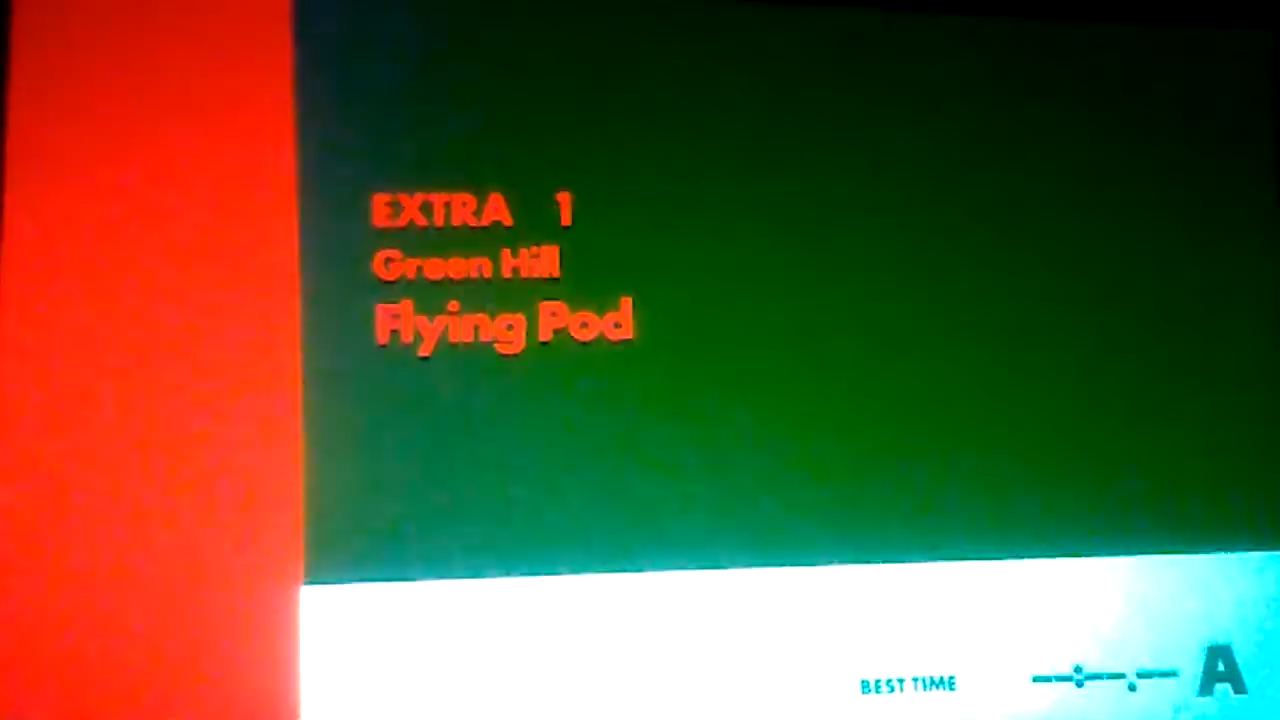 EXTRA 1
Green Hill
Flying Pod
BEST TIME --:--.-- A